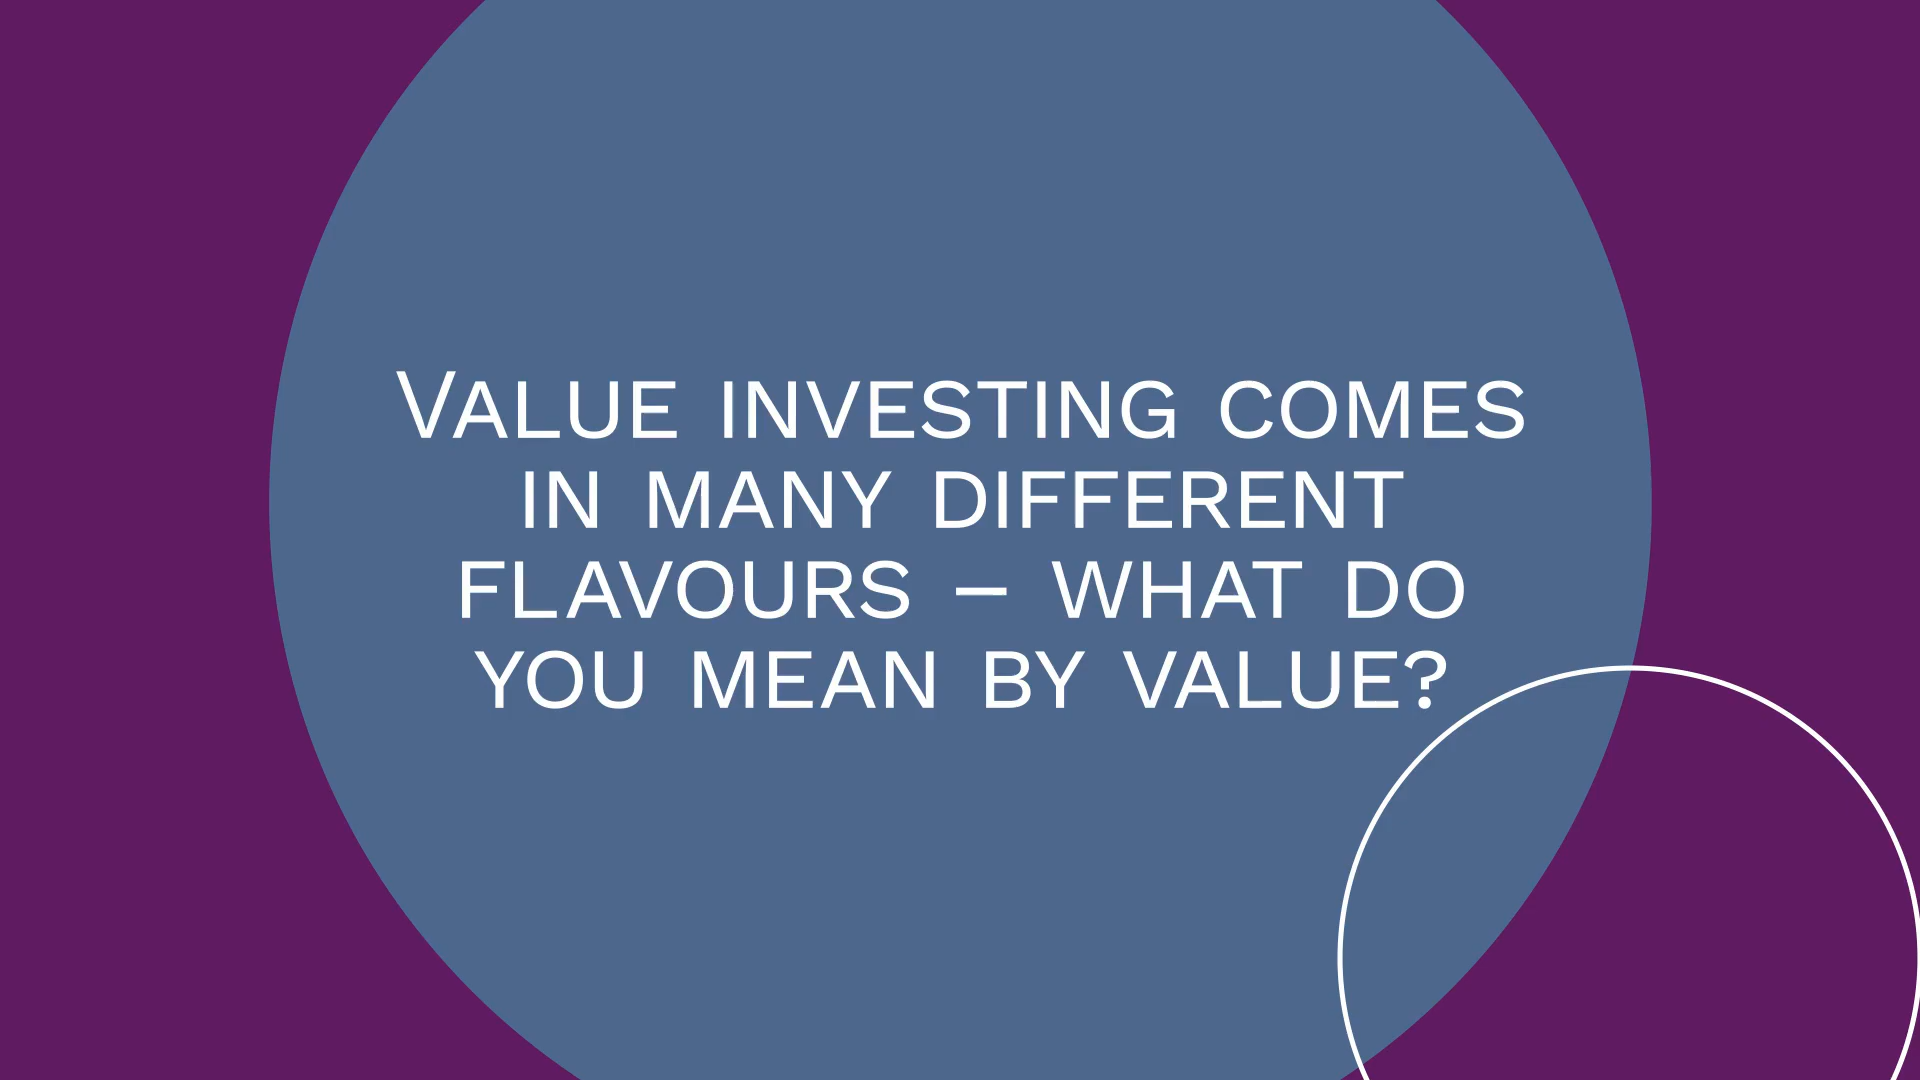 Value investing comes
in many different
flavours – what do
you mean by value?